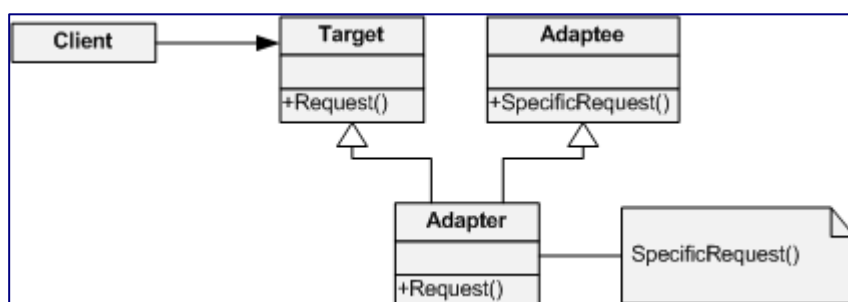 Client
Target
+Request()
Adaptee
+SpecificRequest()
Adapter
+Request()
SpecificRequest()